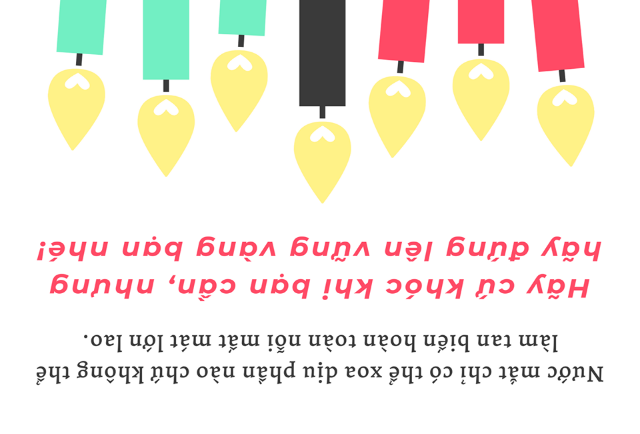 Nước mắt chỉ có thể xoa dịu phần nào chứ không thể
làm tan biến hoàn toàn nỗi mất mát lớn lao.
Hãy cứ khóc khi bạn cần, nhưng
hãy đứng lên vững vàng bạn nhé!